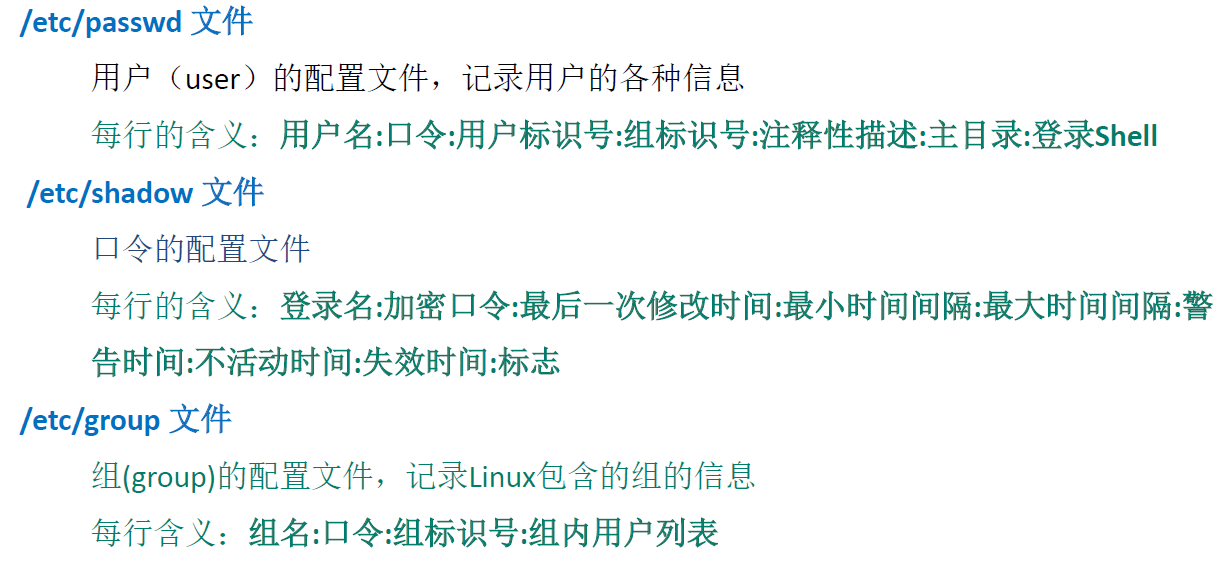 /etc/passwd 文件
用户（user）的配置文件，记录用户的各种信息
每行的含义：用户名:口令:用户标识号:组标识号:注释性描述:主目录:登录Shell
/etc/shadow 文件
口令的配置文件
每行的含义：登录名:加密口令:最后一次修改时间:最小时间间隔:最大时间间隔:警
告时间:不活动时间:失效时间:标志
/etc/group 文件
组(group)的配置文件，记录Linux包含的组的信息
每行含义：组名:口令:组标识号:组内用户列表